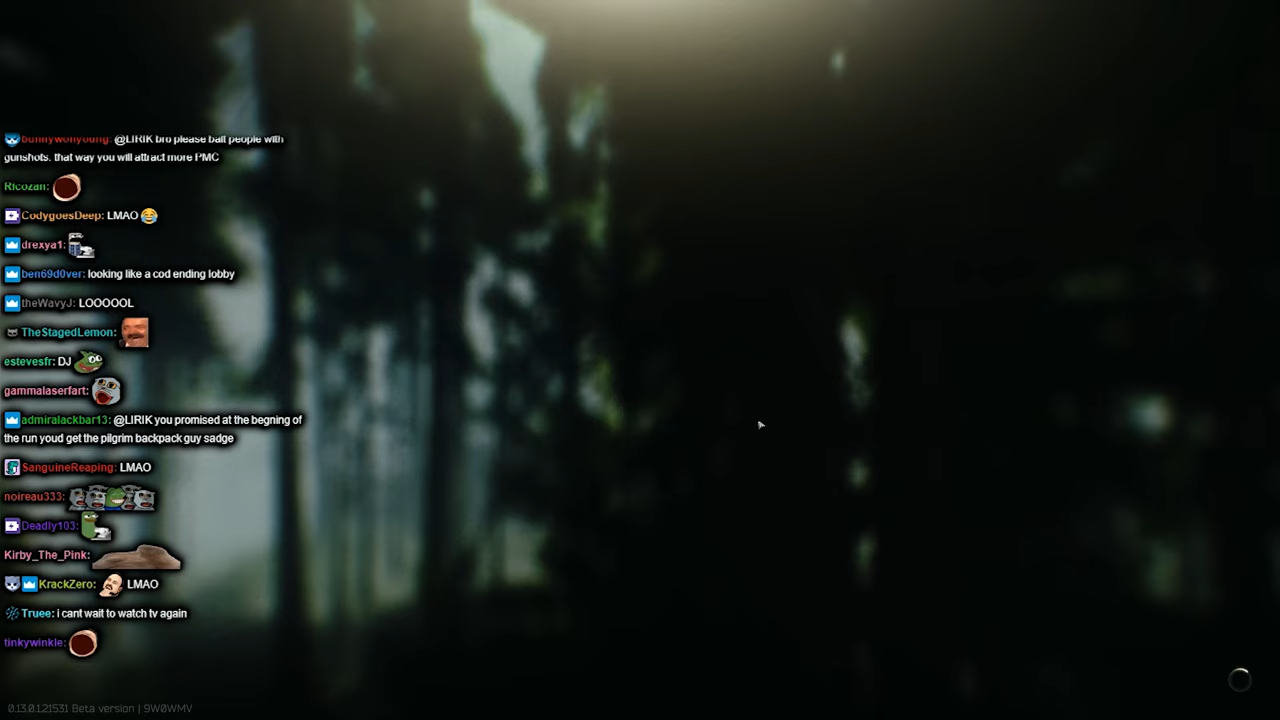 bunnywonyoung: @LIRIK bro please bait people with
gunshots. that way you will attract more PMC
Ricozan:
CodygoesDeep: LMAO
drexya1:
ben69d0ver: looking like a cod ending lobby
theWavyJ: LOOOOOL
TheStagedLemon:
estevesfr: DJ
gammalaserfart:
admiralackbar13: @LIRIK you promised at the begning of
the run youd get the pilgrim backpack guy sadge
SanguineReaping: LMAO
noireau333:
Deadly103:
Kirby_The_Pink:
KrackZero: LMAO
Truee: i cant wait to watch tv again
tinkywinkle:
0.13.0.1.21531 Beta version | 9W0WMV